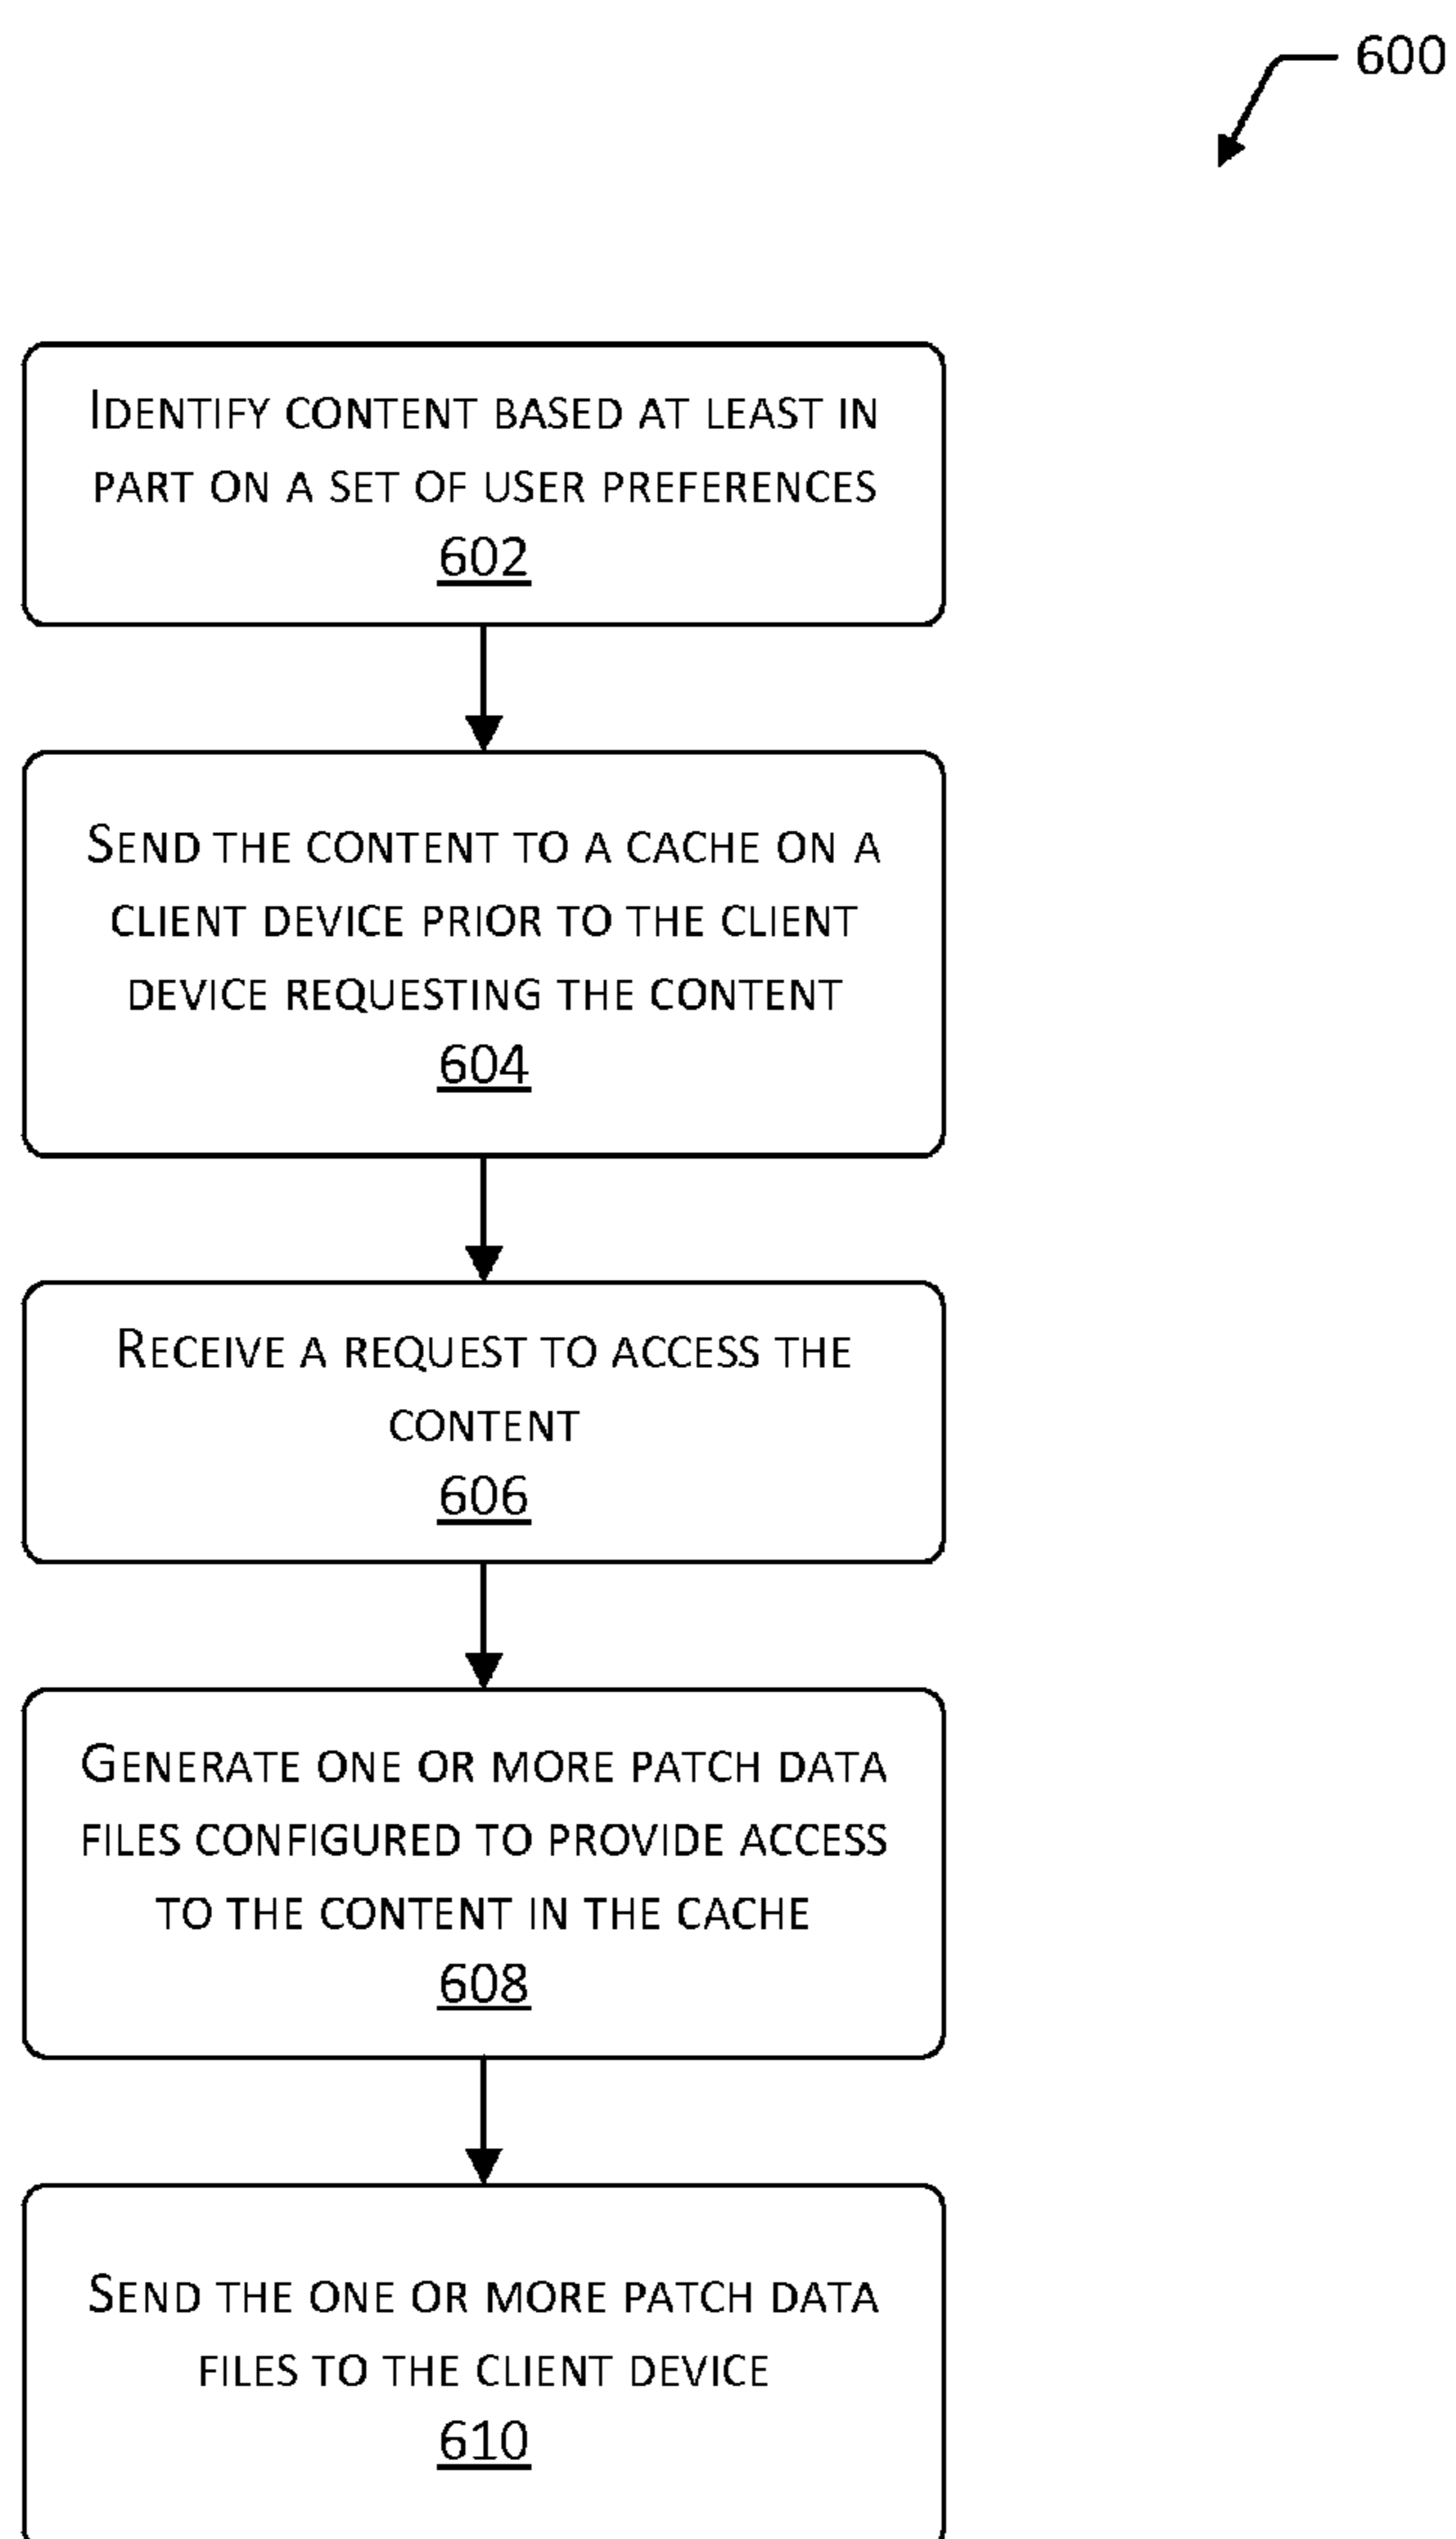 600
IDENTIFY CONTENT BASED AT LEAST IN
PART ON A SET OF USER PREFERENCES
602
SEND THE CONTENT TO A CACHE ON A
CLIENT DEVICE PRIOR TO THE CLIENT
DEVICE REQUESTING THE CONTENT
604
RECEIVE A REQUEST TO ACCESS THE
CONTENT
606
GENERATE ONE OR MORE PATCH DATA
FILES CONFIGURED TO PROVIDE ACCESS
TO THE CONTENT IN THE CACHE
608
SEND THE ONE OR MORE PATCH DATA
FILES TO THE CLIENT DEVICE
610